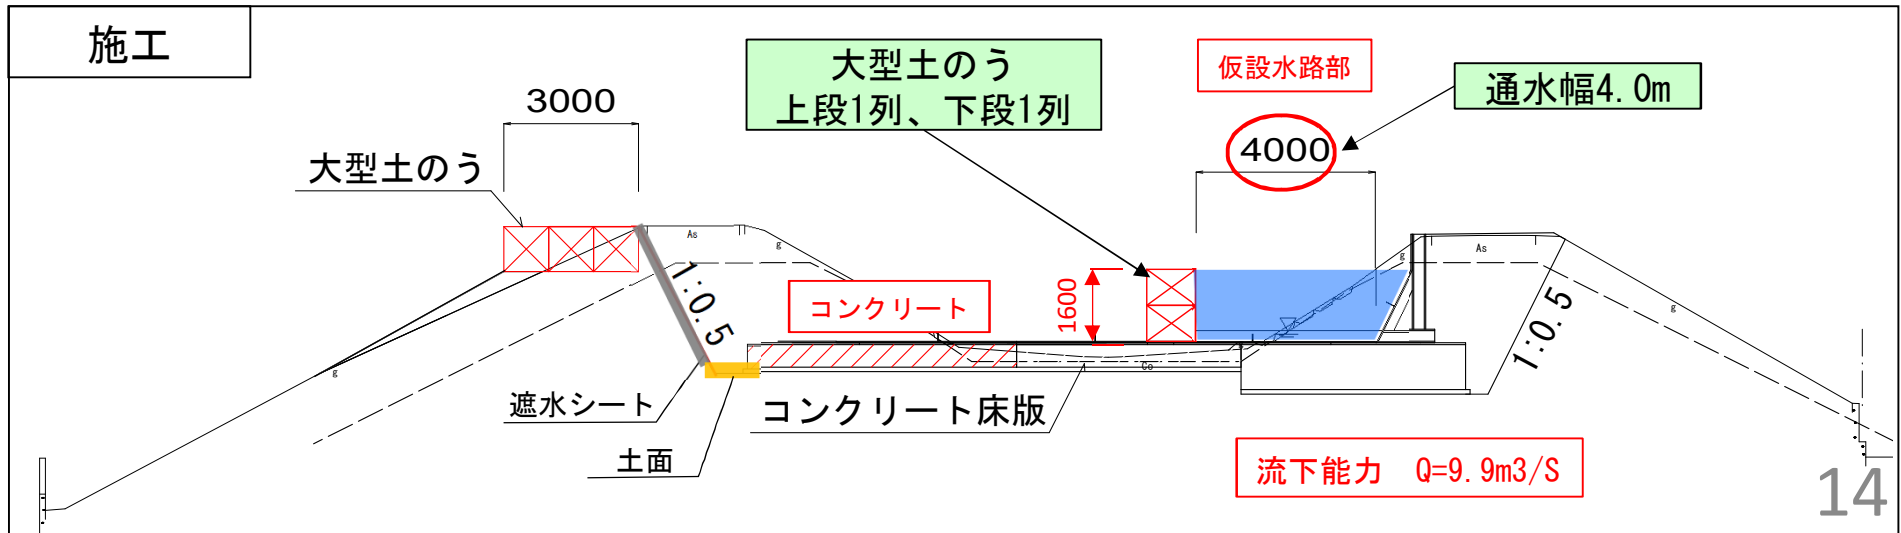 施工
大型土のう
上段1列、下段1列
仮設水路部
通水幅4.0m
3000
4000
大型土のう
As
g
1:0.5
コンクリート
1600
g
As
g
1:0.5
g
Co
遮水シート
コンクリート床版
土面
流下能力 Q=9.9m3/S
14